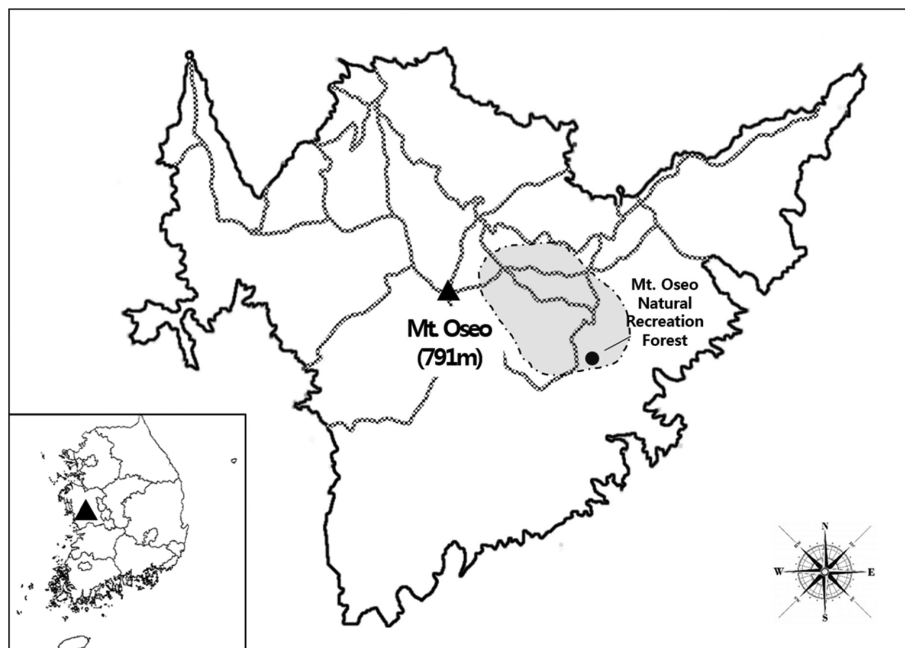 Mt. Oseo
(791m)
Mt. Oseo
Natural
Recreation
Forest
N
W
E
S